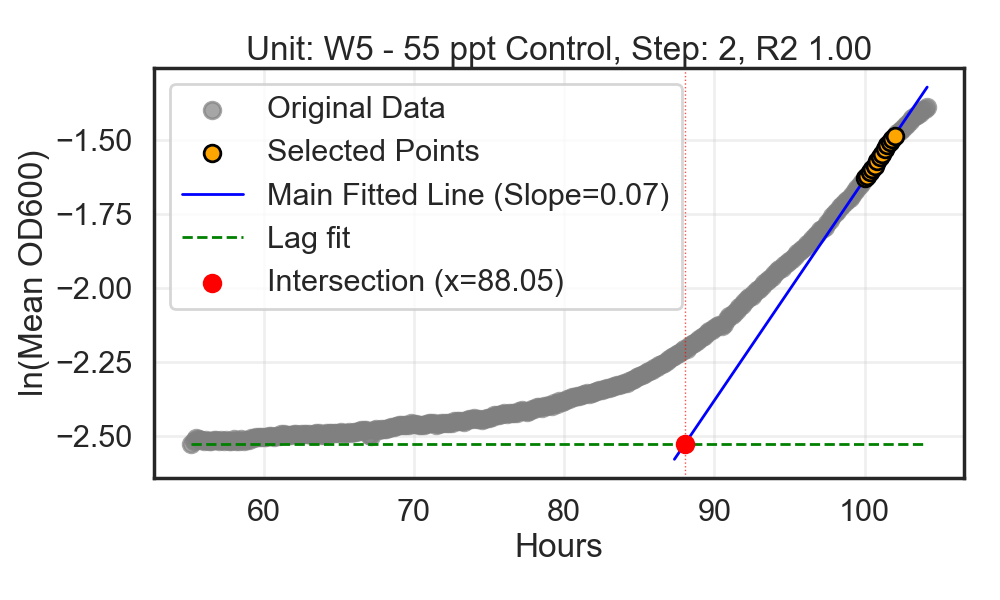 Unit: W5 - 55 ppt Control, Step: 2, R2 1.00
Original Data
Selected Points
Main Fitted Line (Slope=0.07)
Lag fit
Intersection (x=88.05)
ln(Mean OD600)
−1.50
−1.75
−2.00
−2.25
−2.50
60 70 80 90 100
Hours